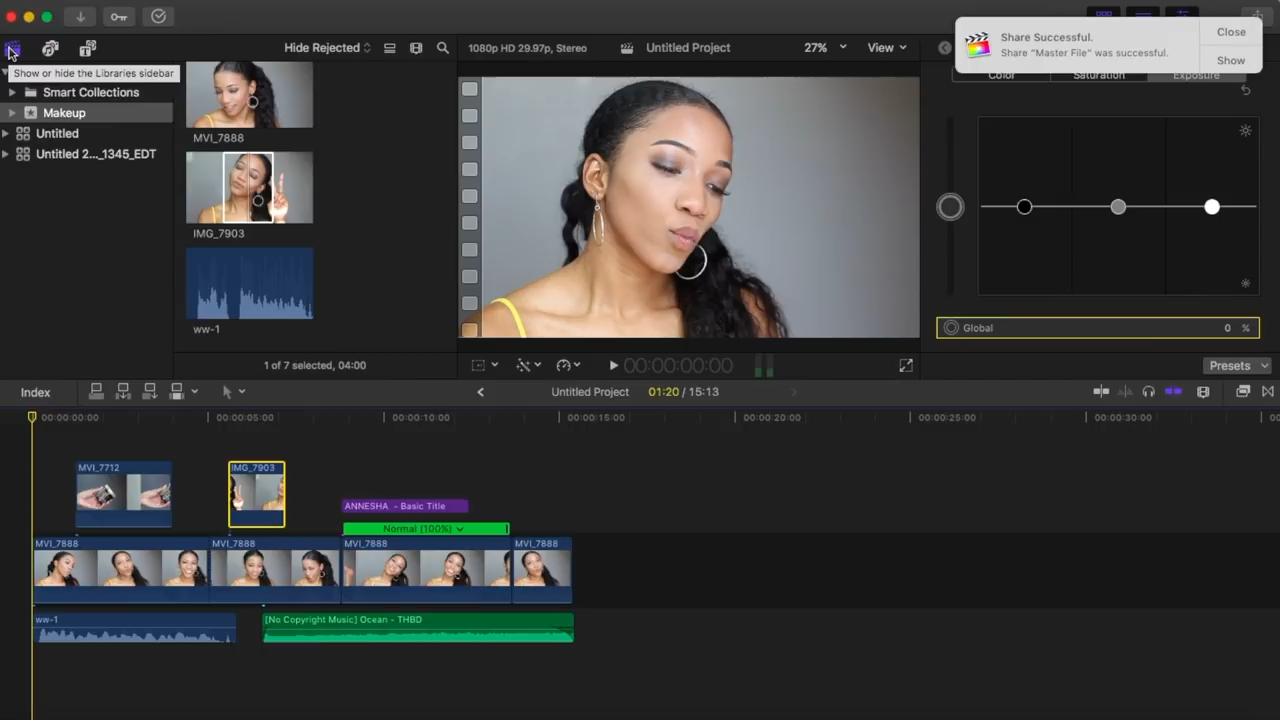 Hide Rejected
1080p HD 29.97p, Stereo
Untitled Project
27%
View
Share Successful.
Share "Master File" was successful.
Close
Show
Show or hide the Libraries sidebar
Color
Saturation
Exposure
Smart Collections
Makeup
Untitled
Untitled 2..._1345_EDT
MVI_7888
IMG_7903
ww-1
1 of 7 selected, 04:00
00:00:00:00
Global
0 %
Presets
Index
Untitled Project
01:20 / 15:13
00:00:00:00
00:00:05:00
00:00:10:00
00:00:15:00
00:00:20:00
00:00:25:00
00:00:30:00
MVI_7712
IMG_7903
ANNESHA - Basic Title
Normal (100%)
MVI_7888
MVI_7888
MVI_7888
MVI_7888
ww-1
[No Copyright Music] Ocean - THBD